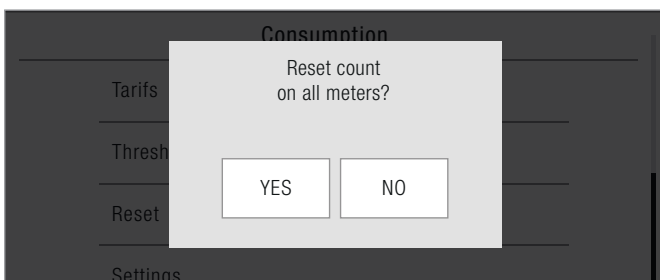 Consumption
Reset count
on all meters?
Tarifs
Thresh
YES NO
Reset
Settings